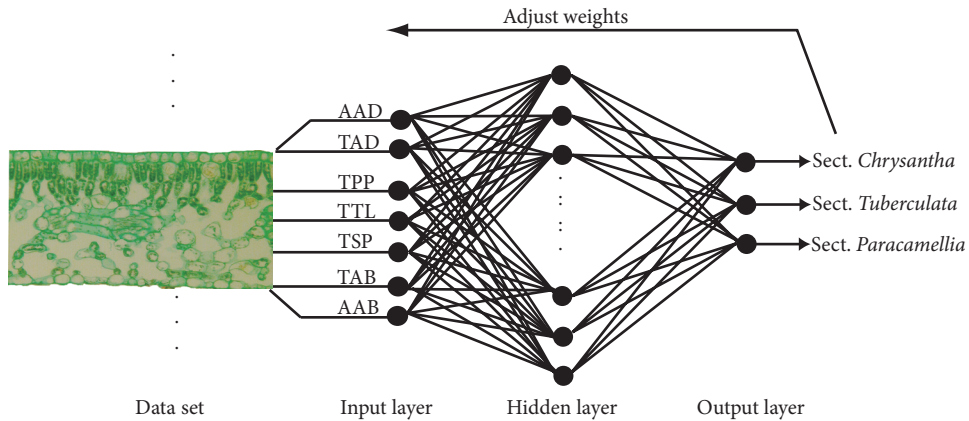 Adjust weights
AAD
TAD
TPP
TTL
TSP
TAB
AAB
Sect. Chrysantha
Sect. Tuberculata
Sect. Paracamellia
Data set
Input layer
Hidden layer
Output layer